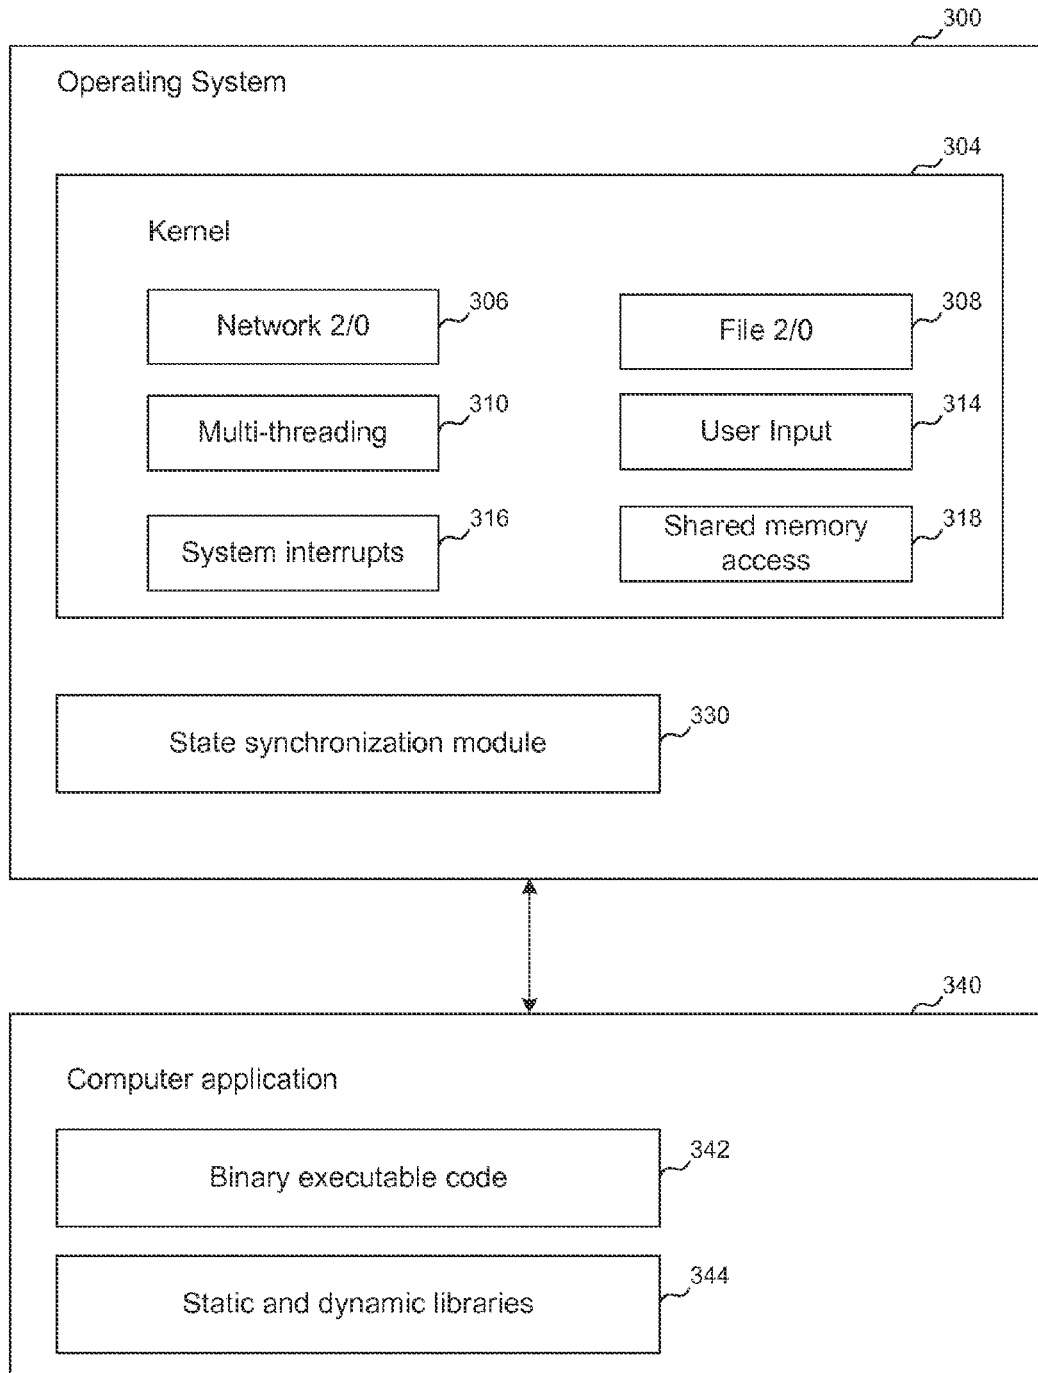 300
Operating System
304
Kernel
Network 2/0
306
File 2/0
308
Multi-threading
310
User Input
314
System interrupts
316
Shared memory
access
318
State synchronization module
330
340
Computer application
Binary executable code
342
Static and dynamic libraries
344